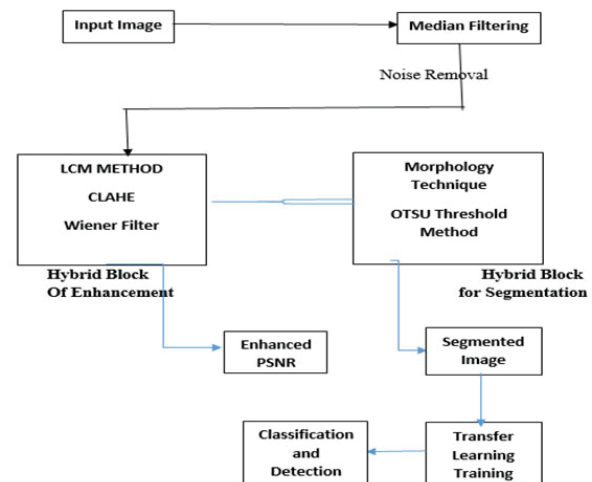 Input Image
Median Filtering
Noise Removal
LCM METHOD
CLAHE
Wiener Filter
Morphology
Technique
OTSU Threshold
Method
Hybrid Block
Of Enhancement
Hybrid Block
for Segmentation
Enhanced
PSNR
Segmented
Image
Transfer
Learning
Training
Classification
and
Detection